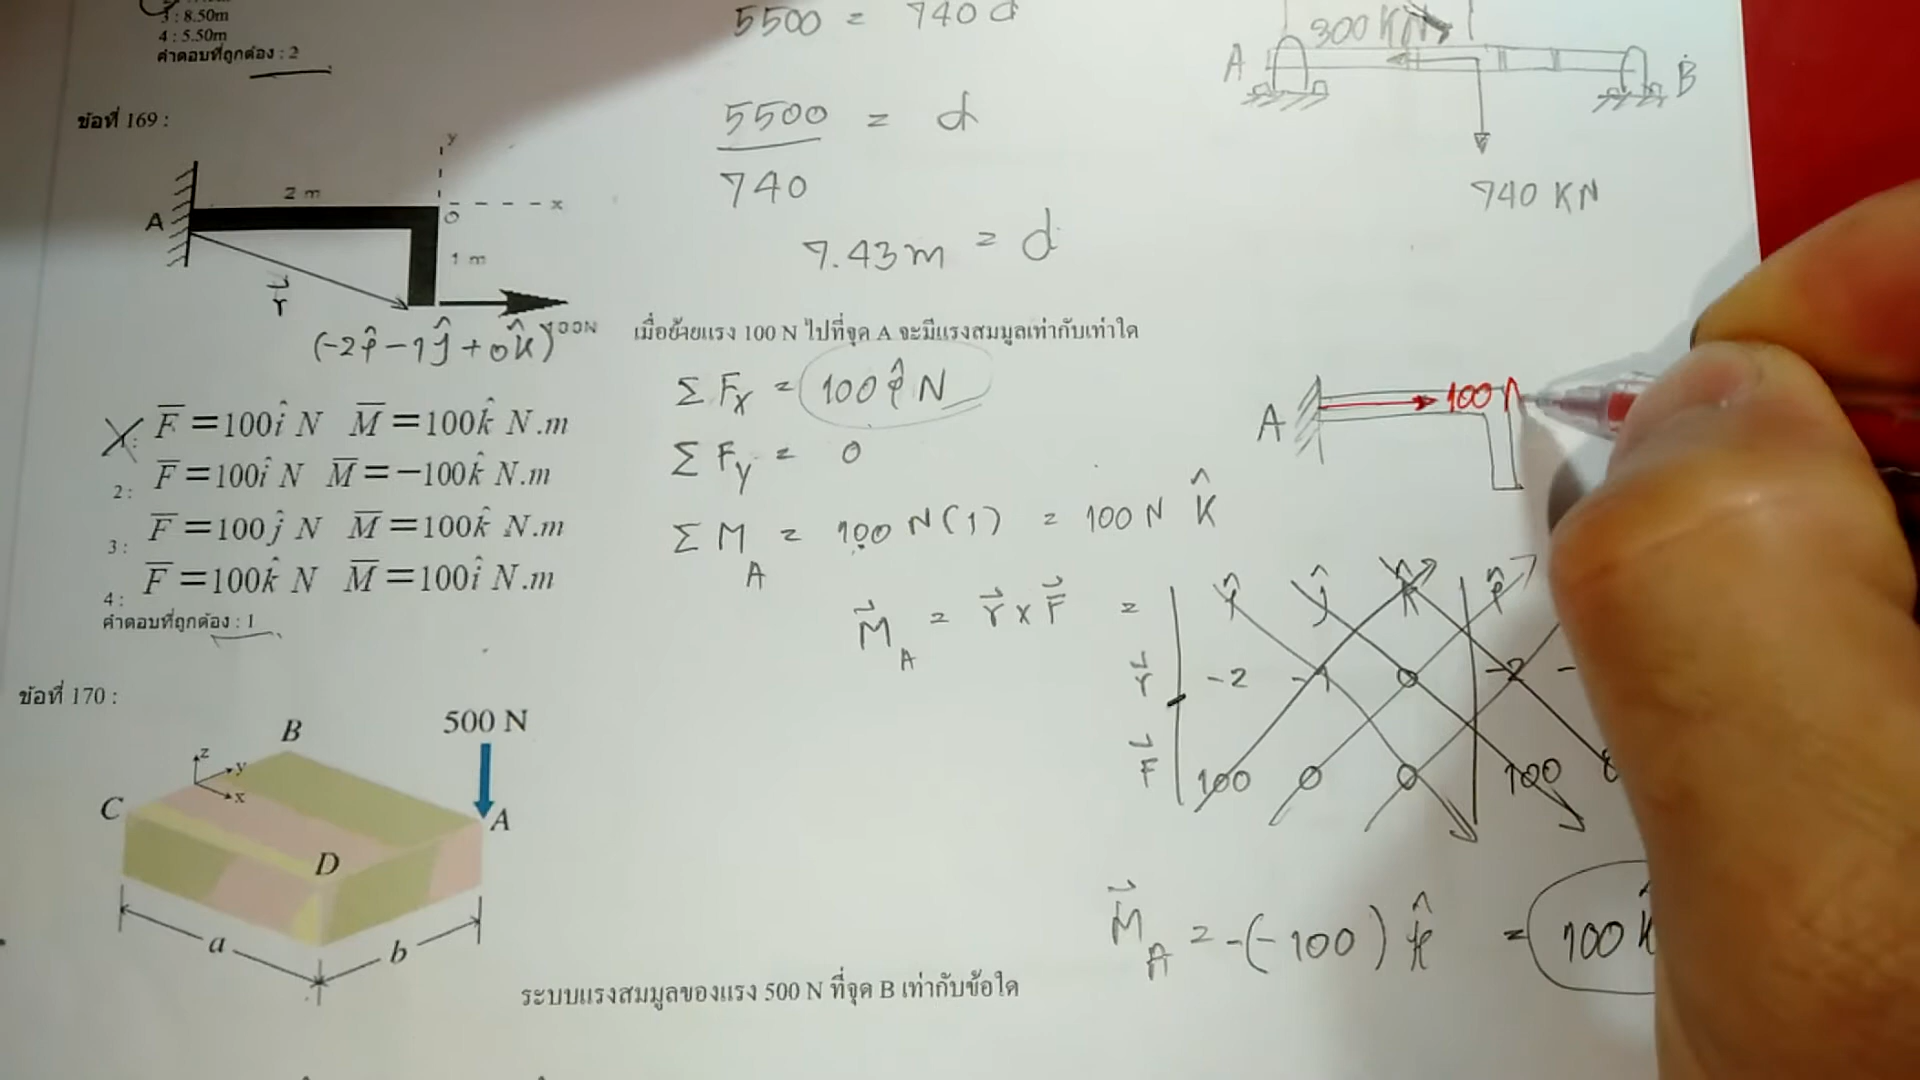 3 : 8.50m
4 : 5.50m
คำตอบที่ถูกต้อง : 2
5500 = 740 d
5500 = d
740
7.43 m = d
300 KN
A
B
740 KN
ข้อที่ 169 :
y
2 m
A
O
x
1 m
r
100N
(-2î - 1ĵ + 0k̂)
เมื่อย้ายแรง 100 N ไปที่จุด A จะมีแรงสมมูลเท่ากับเท่าใด
Σ Fx = 100 î N
Σ Fy = 0
Σ M A = 100 N (1) = 100 N K̂
M A = r x F =
î ĵ k̂ î
r -2 -1 0 -2 -
F 100 0 0 100 0
M A = -(-100) k̂ = 100 k̂
A
100 N
1: F = 100î N M = 100k̂ N.m
2: F = 100î N M = −100k̂ N.m
3: F = 100ĵ N M = 100k̂ N.m
4: F = 100k̂ N M = 100î N.m
คำตอบที่ถูกต้อง : 1
ข้อที่ 170 :
500 N
B
z
y
x
C
A
D
a
b
ระบบแรงสมมูลของแรง 500 N ที่จุด B เท่ากับข้อใด